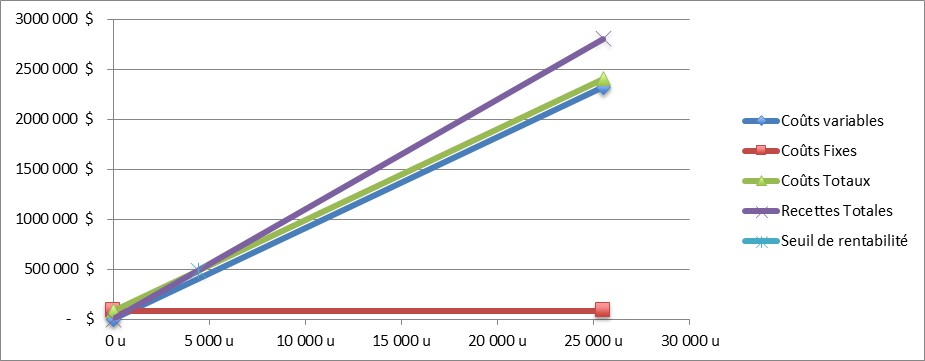 3000 000 $
2500 000 $
2000 000 $
1500 000 $
1000 000 $
500 000 $
- $
0 u 5 000 u 10 000 u 15 000 u 20 000 u 25 000 u 30 000 u
Coûts variables
Coûts Fixes
Coûts Totaux
Recettes Totales
Seuil de rentabilité